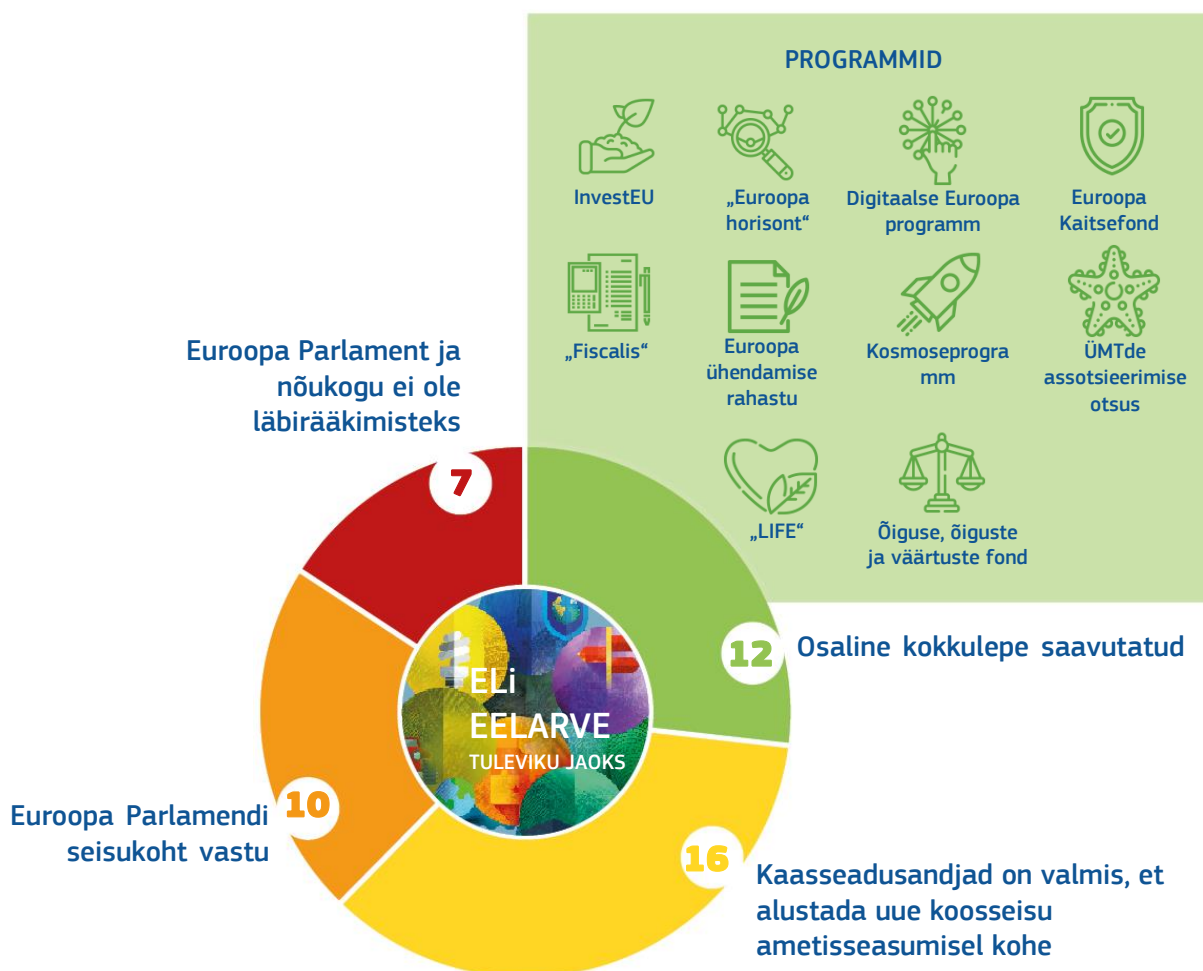 PROGRAMMID
InvestEU
„Euroopa
horisont“
Digitaalse Euroopa
programm
Euroopa
Kaitsefond
„Fiscalis“
Euroopa
ühendamise
rahastu
Kosmoseprogra
mm
ÜMTde
assotsieerimise
otsus
„LIFE“
Õiguse, õiguste
ja väärtuste fond
Euroopa Parlament ja
nõukogu ei ole
läbirääkimisteks
7
12
Osaline kokkulepe saavutatud
ELi
EELARVE
TULEVIKU JAOKS
10
Euroopa Parlamendi
seisukoht vastu
16
Kaasseadusandjad on valmis, et
alustada uue koosseisu
ametisseasumisel kohe